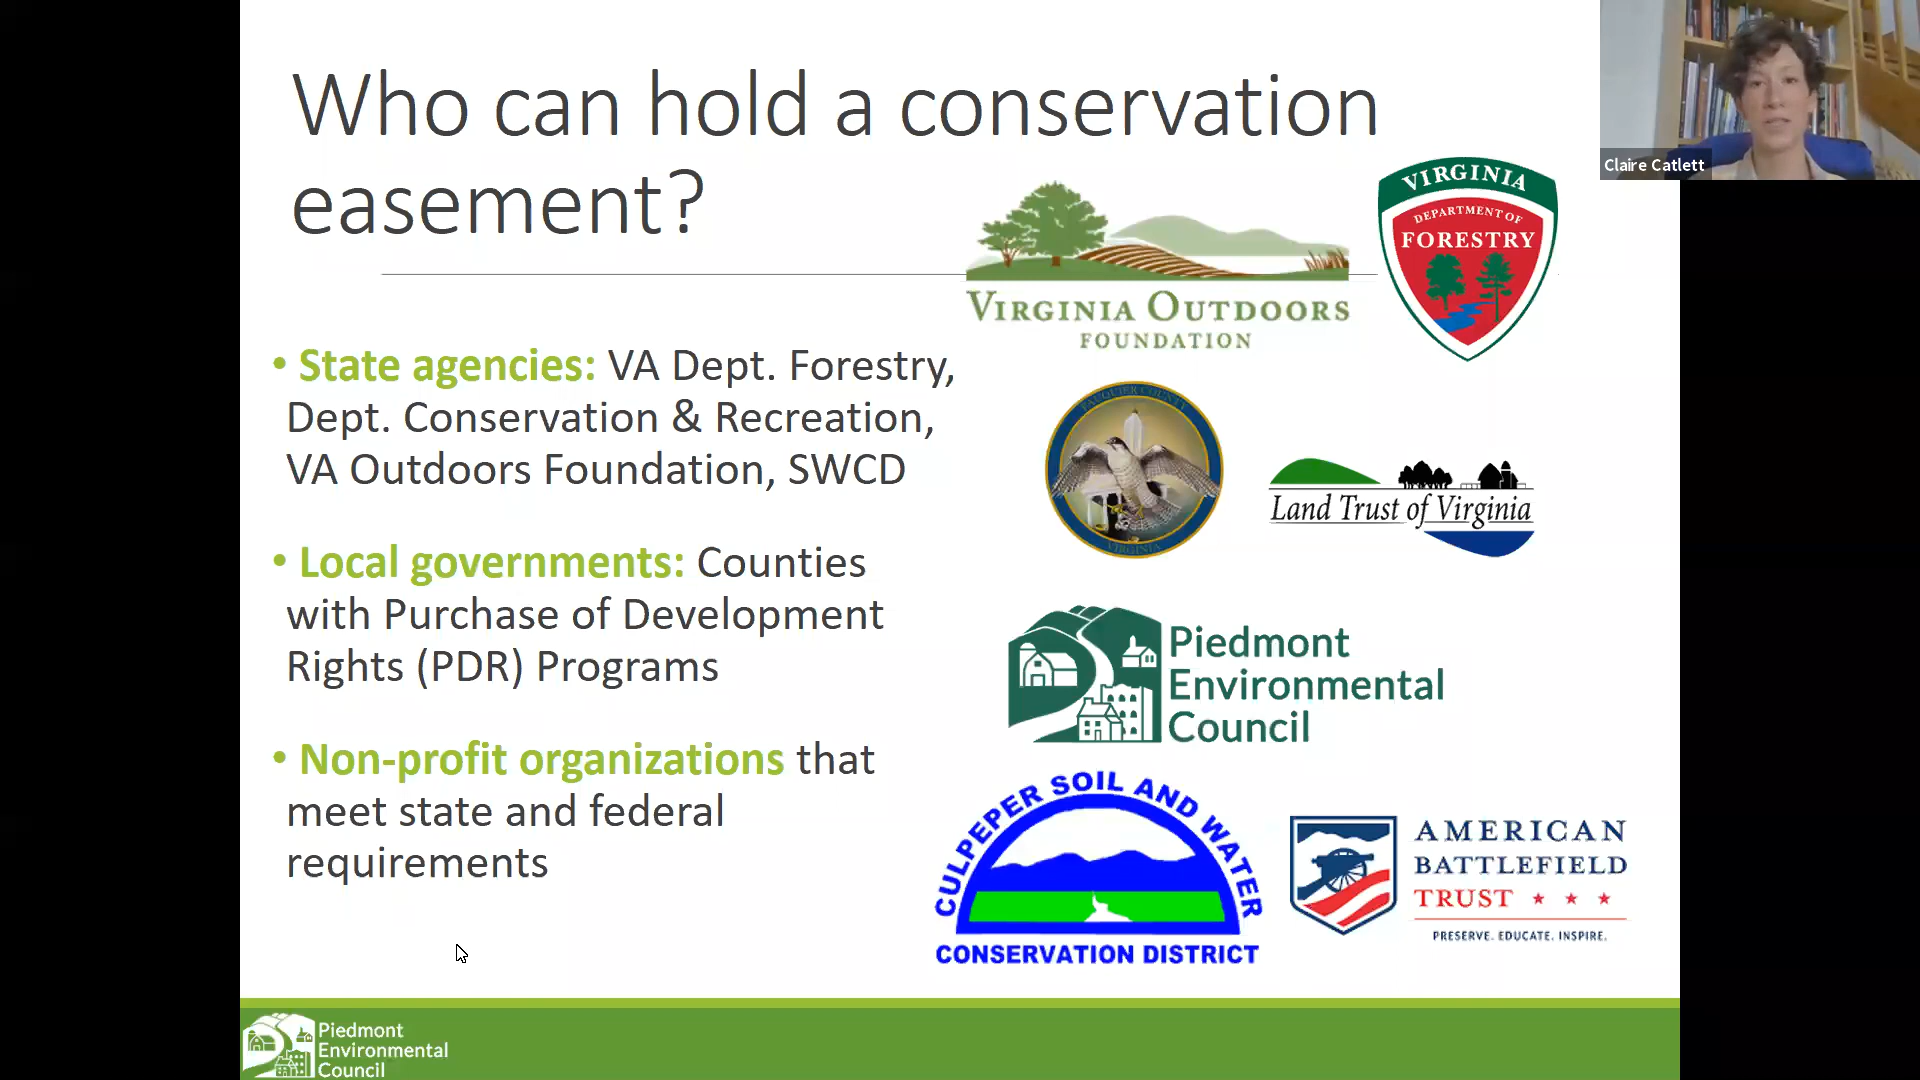 Who can hold a conservation
easement?
Claire Catlett
VIRGINIA
DEPARTMENT OF
FORESTRY
VIRGINIA OUTDOORS
FOUNDATION
• State agencies: VA Dept. Forestry,
Dept. Conservation & Recreation,
VA Outdoors Foundation, SWCD
FAUQUIER COUNTY
VIRGINIA
Land Trust of Virginia
• Local governments: Counties
with Purchase of Development
Rights (PDR) Programs
Piedmont
Environmental
Council
• Non-profit organizations that
meet state and federal
requirements
CULPEPER SOIL AND WATER
CONSERVATION DISTRICT
AMERICAN
BATTLEFIELD
TRUST
PRESERVE. EDUCATE. INSPIRE.
Piedmont
Environmental
Council